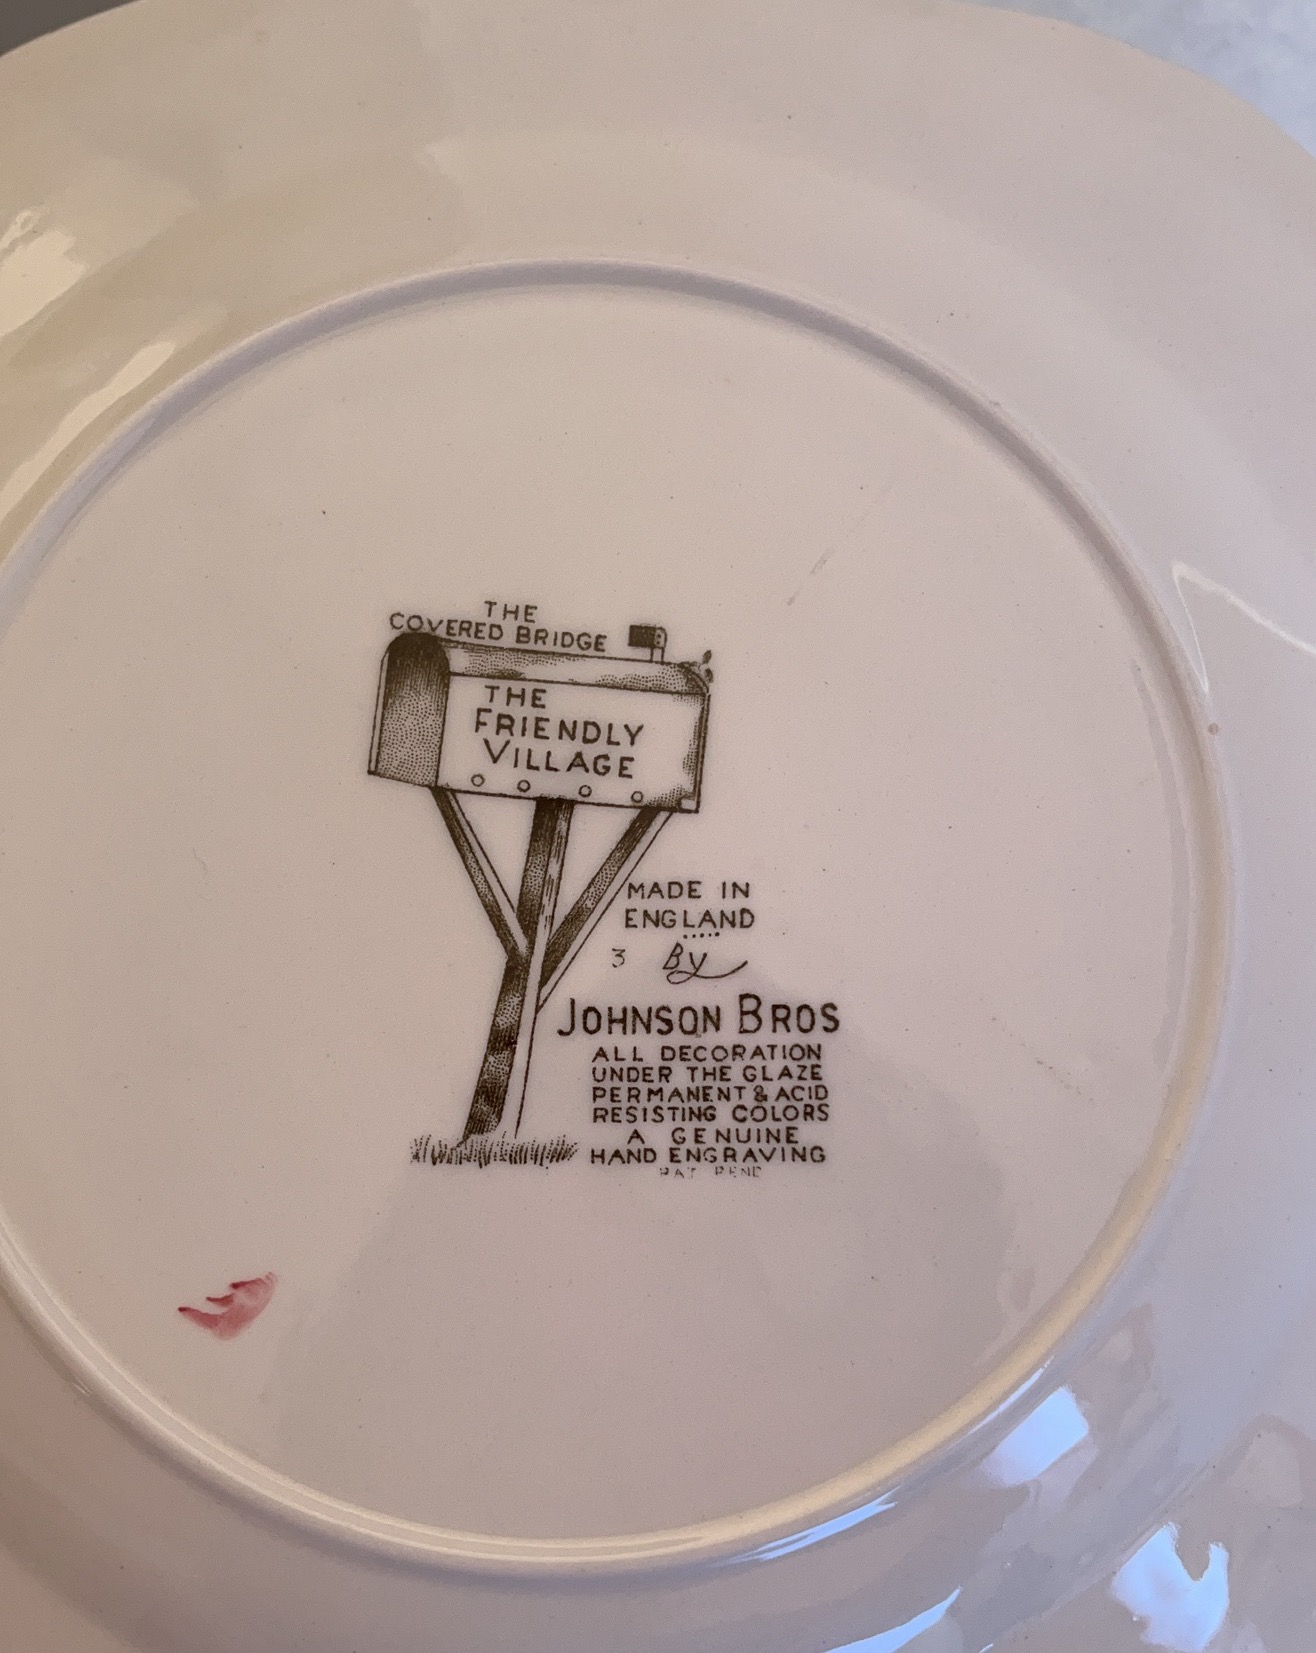 THE
COVERED BRIDGE
THE
FRIENDLY
VILLAGE
MADE IN
ENGLAND
3 By
JOHNSON BROS
ALL DECORATION
UNDER THE GLAZE
PERMANENT & ACID
RESISTING COLORS
A GENUINE
HAND ENGRAVING
PAT PEND